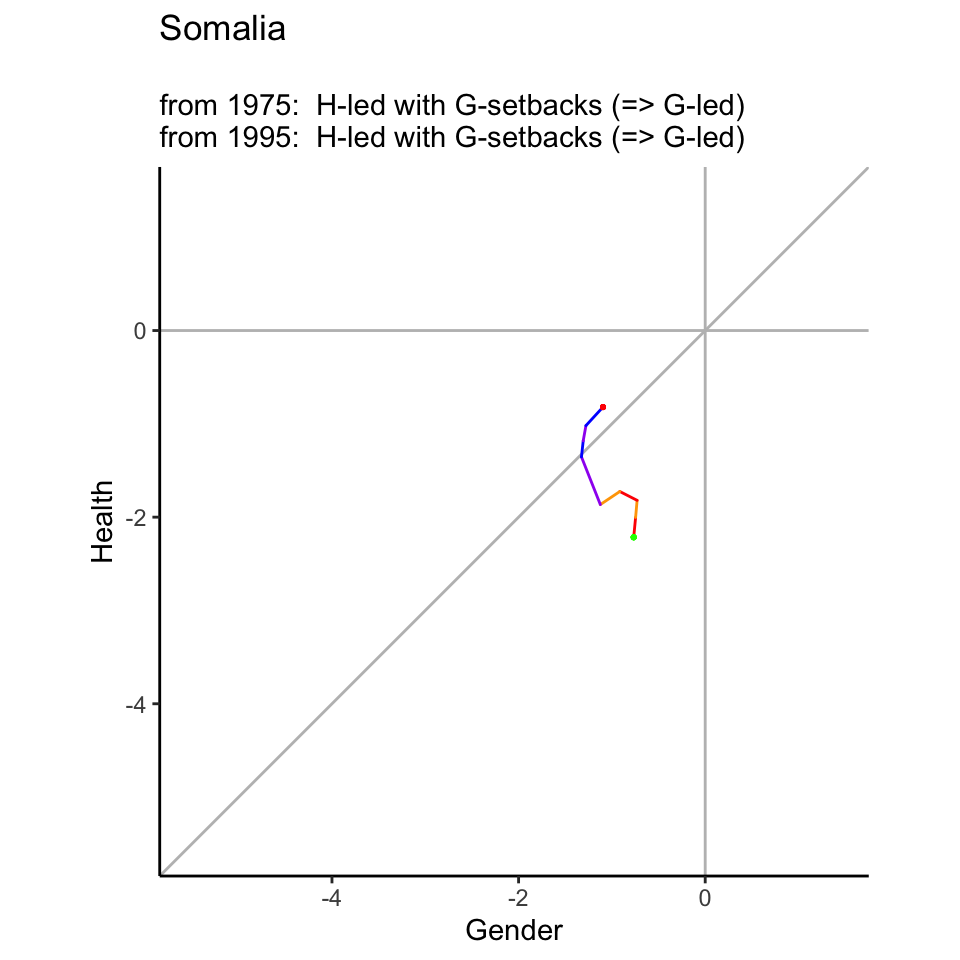 Somalia
from 1975:  H-led with G-setbacks (=> G-led)
from 1995:  H-led with G-setbacks (=> G-led)
0
-2
-4
Health
-4
-2
0
Gender